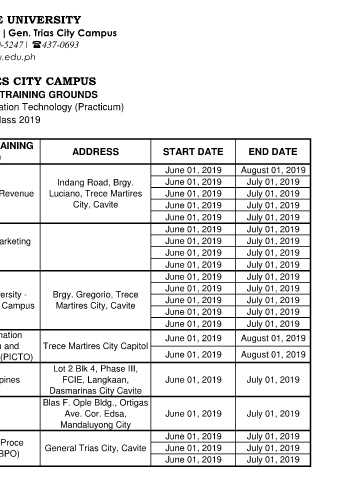 E UNIVERSITY
| Gen. Trias City Campus
-5247| ☎437-0693
u.edu.ph
ES CITY CAMPUS
TRAINING GROUNDS
ation Technology (Practicum)
lass 2019
AINING
ADDRESS
START DATE
END DATE
Revenue
Indang Road, Brgy.
Luciano, Trece Martires
City, Cavite
June 01, 2019 August 01, 2019
June 01, 2019 July 01, 2019
June 01, 2019 July 01, 2019
June 01, 2019 July 01, 2019
June 01, 2019 July 01, 2019
arketing
June 01, 2019 July 01, 2019
June 01, 2019 July 01, 2019
June 01, 2019 July 01, 2019
June 01, 2019 July 01, 2019
ersity -
Campus
Brgy. Gregorio, Trece
Martires City, Cavite
June 01, 2019 July 01, 2019
June 01, 2019 July 01, 2019
June 01, 2019 July 01, 2019
June 01, 2019 July 01, 2019
June 01, 2019 July 01, 2019
mation
and
(PICTO)
Trece Martires City Capitol
June 01, 2019 August 01, 2019
June 01, 2019 August 01, 2019
pines
Lot 2 Blk 4, Phase III,
FCIE, Langkaan,
Dasmarinas City Cavite
June 01, 2019 July 01, 2019
Blas F. Ople Bldg., Ortigas
Ave. Cor. Edsa,
Mandaluyong City
June 01, 2019 July 01, 2019
Proce
BPO)
General Trias City, Cavite
June 01, 2019 July 01, 2019
June 01, 2019 July 01, 2019
June 01, 2019 July 01, 2019